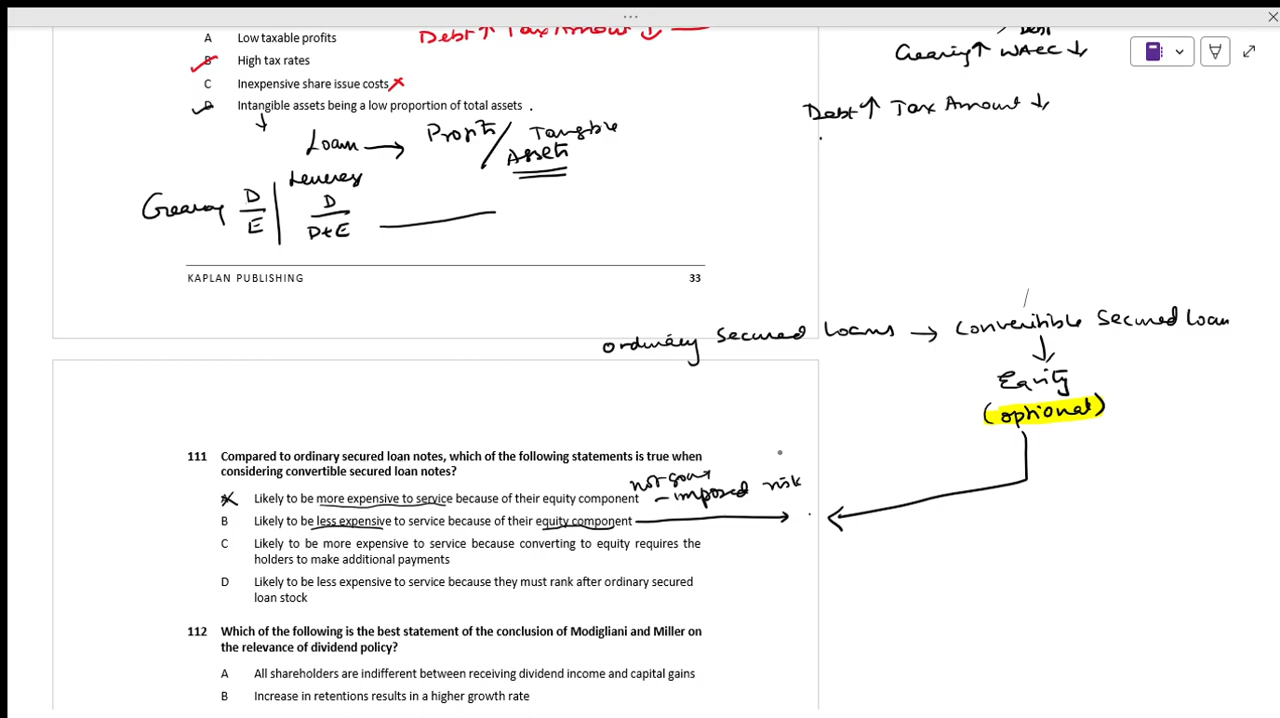 A Low taxable profits
Debt↑ Tax Amount ↓
B High tax rates
C Inexpensive share issue costs
D Intangible assets being a low proportion of total assets .
Debt
Gearing↑ WACC ↓
Debt↑ Tax Amount ↓
Loan → Profit / Tangible
Assets
D
E
D
D+E
KAPLAN PUBLISHING 33
ordinary Secured Loans → Convertible Secured Loan
Equity
(optional)
111 Compared to ordinary secured loan notes, which of the following statements is true when
considering convertible secured loan notes?
A Likely to be more expensive to service because of their equity component
imposed risk
B Likely to be less expensive to service because of their equity component
C Likely to be more expensive to service because converting to equity requires the
holders to make additional payments
D Likely to be less expensive to service because they must rank after ordinary secured
loan stock
112 Which of the following is the best statement of the conclusion of Modigliani and Miller on
the relevance of dividend policy?
A All shareholders are indifferent between receiving dividend income and capital gains
B Increase in retentions results in a higher growth rate